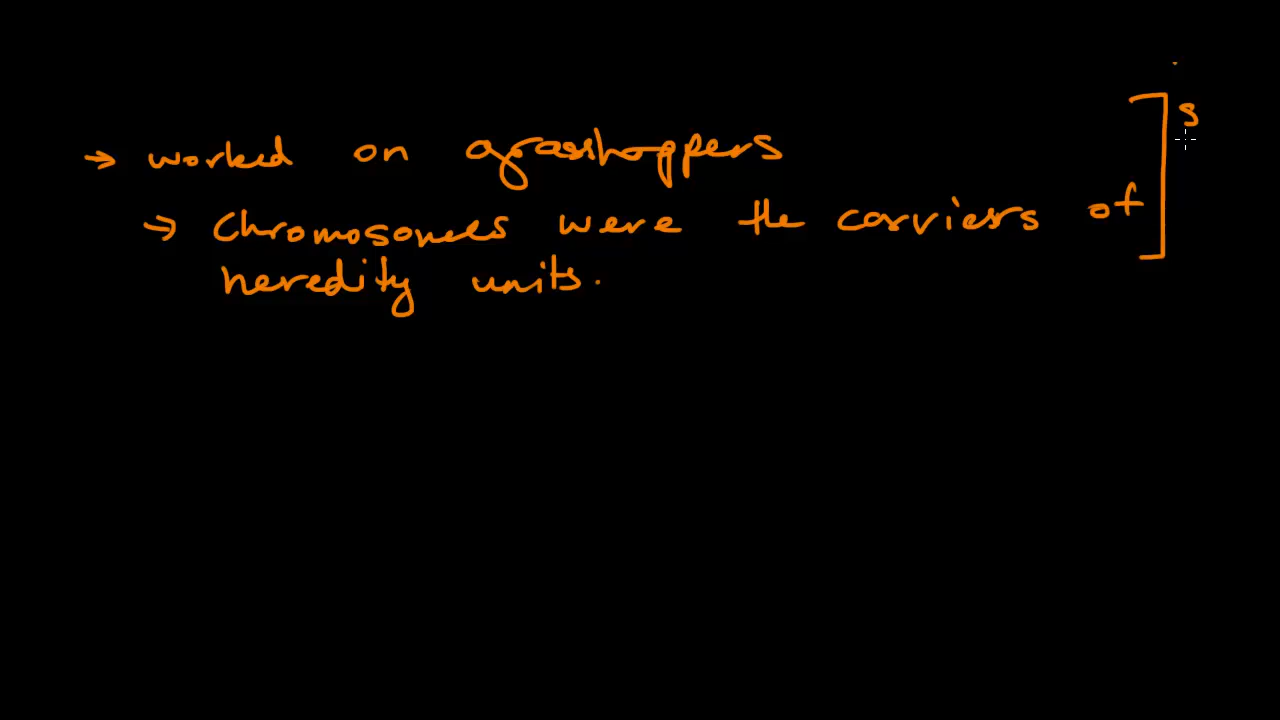 → worked on grasshoppers
→ Chromosomes were the carriers of
heredity units.
s